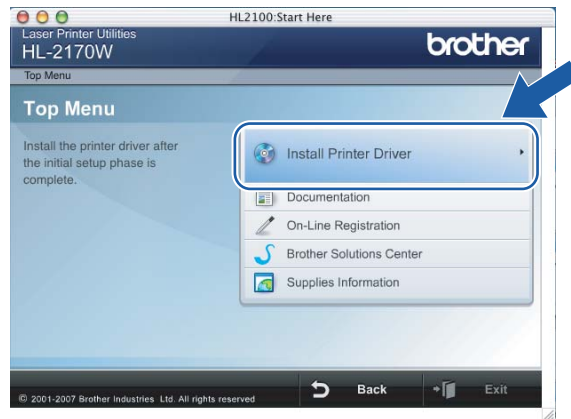 HL2100:Start Here
Laser Printer Utilities
HL-2170W
brother
Top Menu
Top Menu
Install the printer driver after
the initial setup phase is
complete.
Install Printer Driver
Documentation
On-Line Registration
Brother Solutions Center
Supplies Information
© 2001-2007 Brother Industries Ltd. All rights reserved
Back
Exit